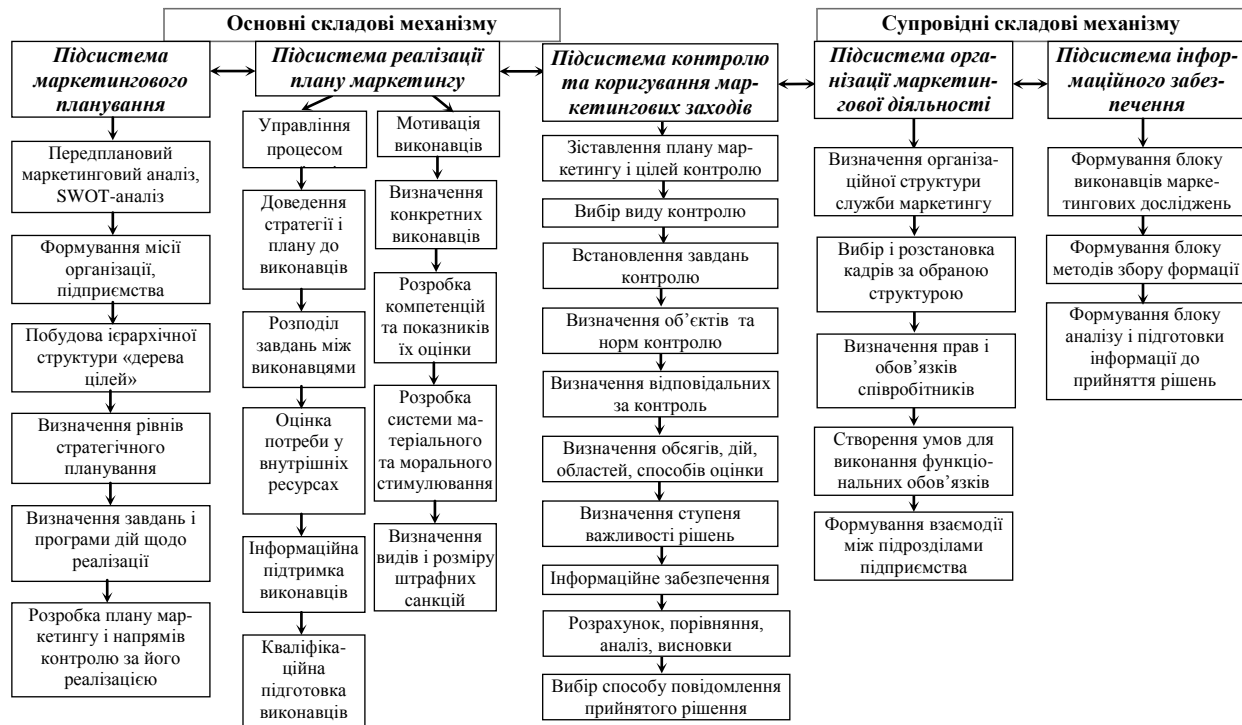 Основні складові механізму
Супровідні складові механізму
Підсистема
маркетингового
планування
Підсистема реалізації
плану маркетингу
Підсистема контролю
та коригування мар-
кетингових заходів
Підсистема орга-
нізації маркетин-
гової діяльності
Підсистема інфор-
маційного забез-
печення
Передплановий
маркетинговий аналіз,
SWOT-аналіз
Формування місії
організації,
підприємства
Побудова ієрархічної
структури «дерева
цілей»
Визначення рівнів
стратегічного
планування
Визначення завдань і
програми дій щодо
реалізації
Розробка плану мар-
кетингу і напрямів
контролю за його
реалізацією
Управління
процесом
Доведення
стратегії і
плану до
виконавців
Розподіл
завдань між
виконавцями
Оцінка
потреби у
внутрішніх
ресурсах
Інформаційна
підтримка
виконавців
Кваліфіка-
ційна
підготовка
виконавців
Мотивація
виконавців
Визначення
конкретних
виконавців
Розробка
компетенцій
та показників
їх оцінки
Розробка
системи ма-
теріального
та морального
стимулювання
Визначення
видів і розміру
штрафних
санкцій
Зіставлення плану мар-
кетингу і цілей контролю
Вибір виду контролю
Встановлення завдань
контролю
Визначення об’єктів та
норм контролю
Визначення відповідальних
за контроль
Визначення обсягів, дій,
областей, способів оцінки
Визначення ступеня
важливості рішень
Інформаційне забезпечення
Розрахунок, порівняння,
аналіз, висновки
Вибір способу повідомлення
прийнятого рішення
Визначення організа-
ційної структури
служби маркетингу
Вибір і розстановка
кадрів за обраною
структурою
Визначення прав і
обов’язків
співробітників
Створення умов для
виконання функціо-
нальних обов’язків
Формування взаємодії
між підрозділами
підприємства
Формування блоку
виконавців марке-
тингових досліджень
Формування блоку
методів збору формації
Формування блоку
аналізу і підготовки
інформації до
прийняття рішень